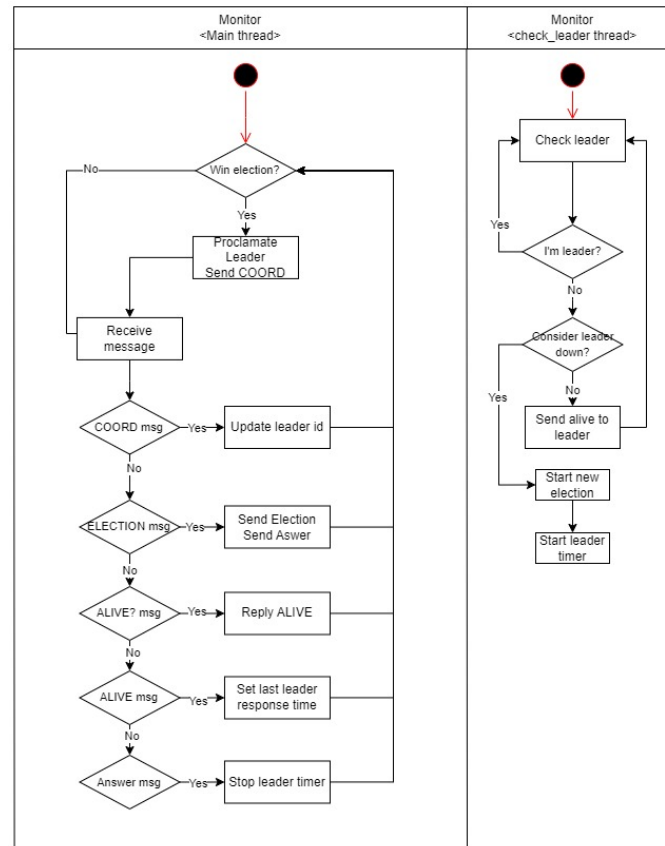 Monitor
<Main thread>
Monitor
<check_leader thread>
Win election?
No
Yes
Proclamate
Leader
Send COORD
Receive
message
COORD msg
Yes
Update leader id
No
ELECTION msg
Yes
Send Election
Send Aswer
No
ALIVE? msg
Yes
Reply ALIVE
No
ALIVE msg
Yes
Set last leader
response time
No
Answer msg
Yes
Stop leader timer
Check leader
Yes
I'm leader?
No
Consider leader
down?
Yes
No
Send alive to
leader
Start new
election
Start leader
timer